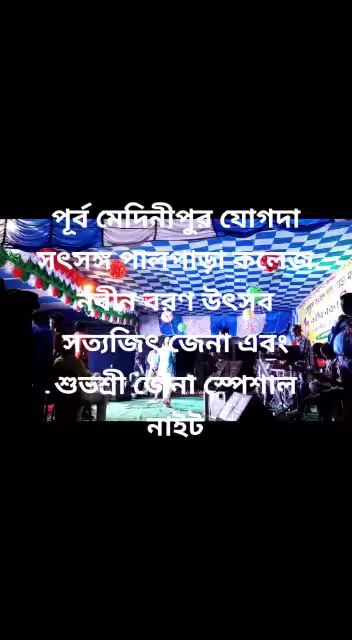 পূর্ব মেদিনীপুর যোগদা
সৎসঙ্গ পালপাড়া কলেজ
নবীন বরণ উৎসব
সত্যজিৎ জেনা এবং
শুভশ্রী জেনা স্পেশাল
নাইট